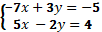 -7x + 3y = -5
5x - 2y = 4